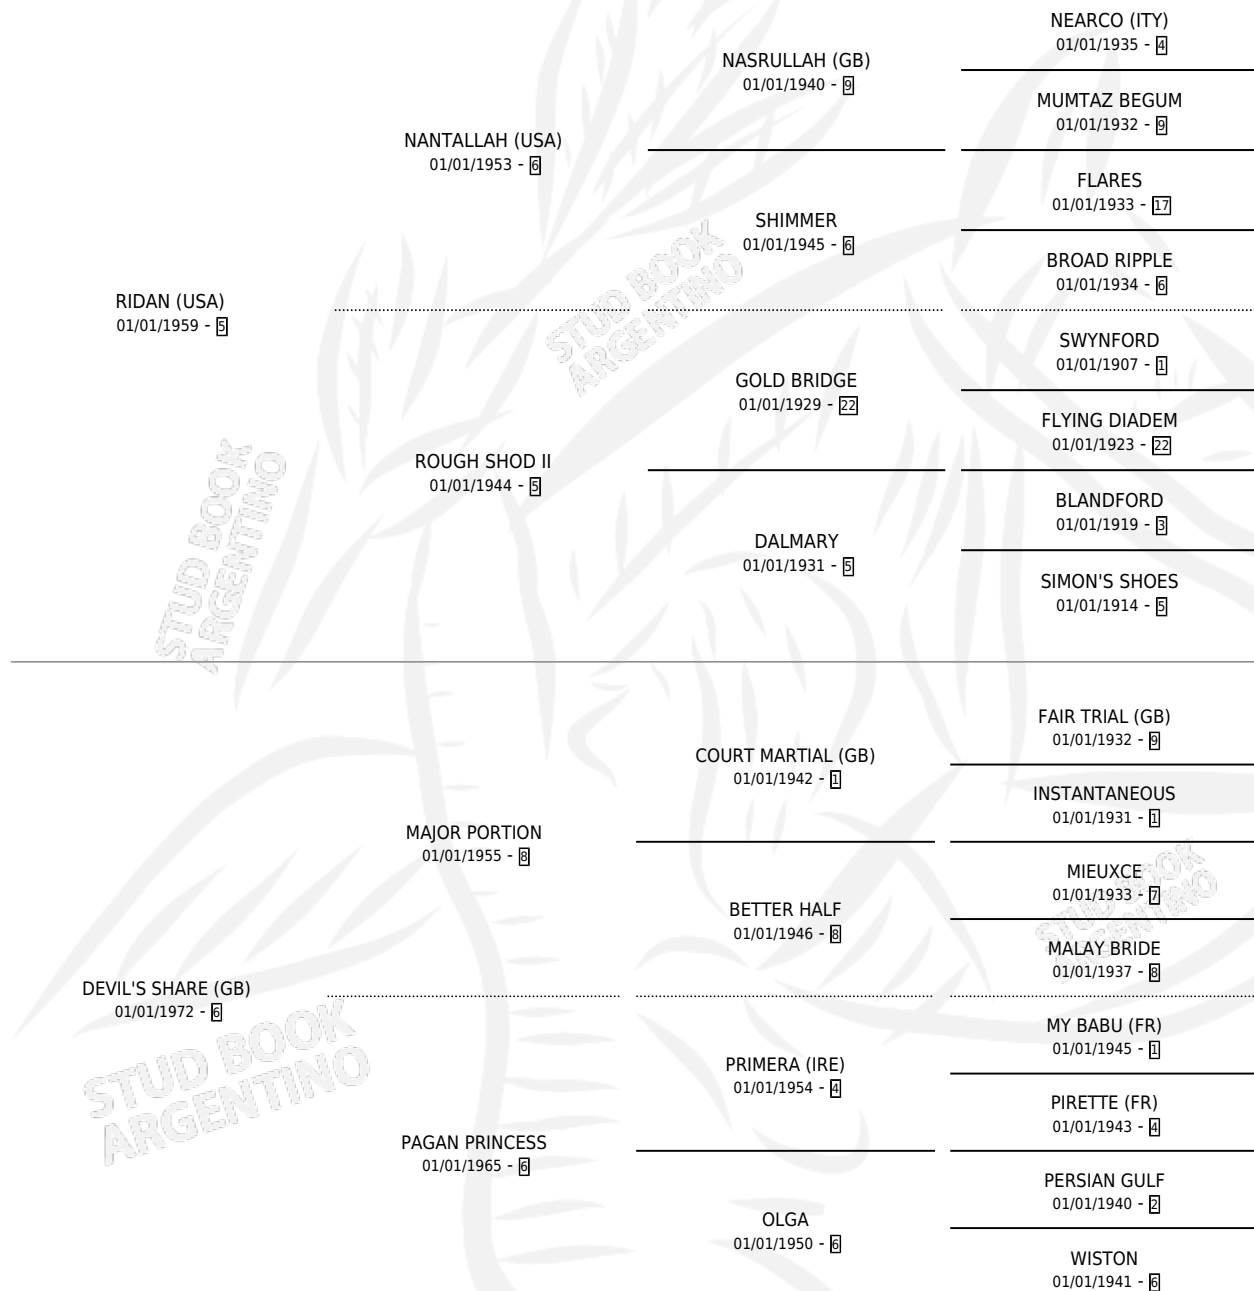 NEARCO (ITY)
01/01/1935 - 4
NASRULLAH (GB)
01/01/1940 - 9
MUMTAZ BEGUM
01/01/1932 - 9
NANTALLAH (USA)
01/01/1953 - 6
FLARES
01/01/1933 - 17
SHIMMER
01/01/1945 - 6
BROAD RIPPLE
01/01/1934 - 6
RIDAN (USA)
01/01/1959 - 5
SWYNFORD
01/01/1907 - 1
GOLD BRIDGE
01/01/1929 - 22
FLYING DIADEM
01/01/1923 - 22
ROUGH SHOD II
01/01/1944 - 5
BLANDFORD
01/01/1919 - 3
DALMARY
01/01/1931 - 5
SIMON'S SHOES
01/01/1914 - 5
FAIR TRIAL (GB)
01/01/1932 - 9
COURT MARTIAL (GB)
01/01/1942 - 1
INSTANTANEOUS
01/01/1931 - 1
MAJOR PORTION
01/01/1955 - 8
MIEUXCE
01/01/1933 - 7
BETTER HALF
01/01/1946 - 8
MALAY BRIDE
01/01/1937 - 8
DEVIL'S SHARE (GB)
01/01/1972 - 6
MY BABU (FR)
01/01/1945 - 1
PRIMERA (IRE)
01/01/1954 - 4
PIRETTE (FR)
01/01/1943 - 4
PAGAN PRINCESS
01/01/1965 - 6
PERSIAN GULF
01/01/1940 - 2
OLGA
01/01/1950 - 6
WISTON
01/01/1941 - 6
STUD BOOK
ARGENTINO
STUD BOOK
ARGENTINO
STUD BOOK
ARGENTINO
STUD BOOK
ARGENTINO